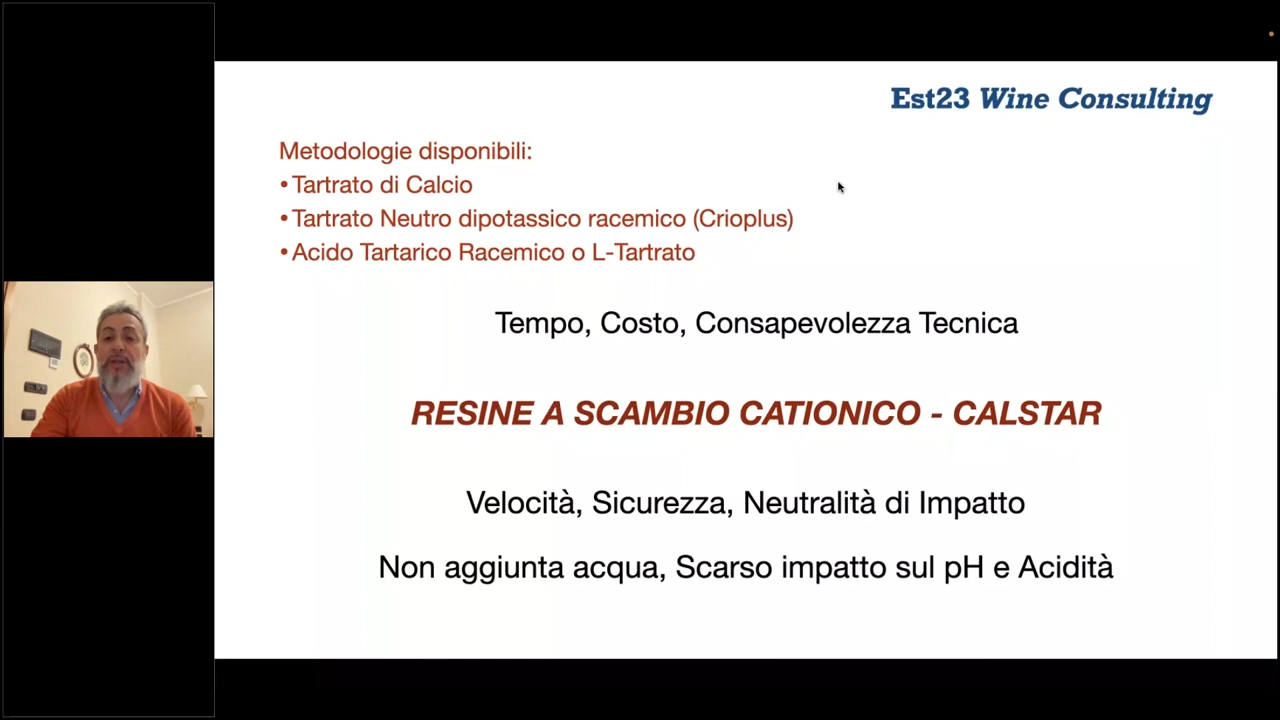 Est23 Wine Consulting
Metodologie disponibili:
•Tartrato di Calcio
•Tartrato Neutro dipotassico racemico (Crioplus)
•Acido Tartarico Racemico o L-Tartrato
Tempo, Costo, Consapevolezza Tecnica
RESINE A SCAMBIO CATIONICO - CALSTAR
Velocità, Sicurezza, Neutralità di Impatto
Non aggiunta acqua, Scarso impatto sul pH e Acidità